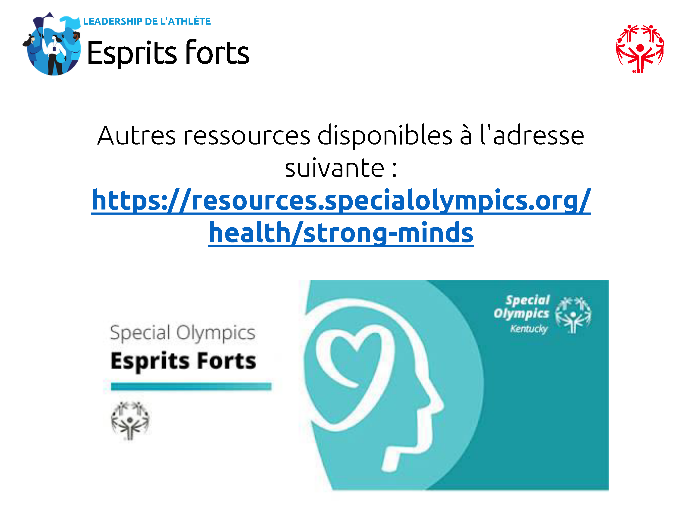 LEADERSHIP DE L'ATHLÈTE
Esprits forts
Autres ressources disponibles à l'adresse
suivante :
https://resources.specialolympics.org/
health/strong-minds
Special Olympics
Esprits Forts
Special
Olympics
Kentucky